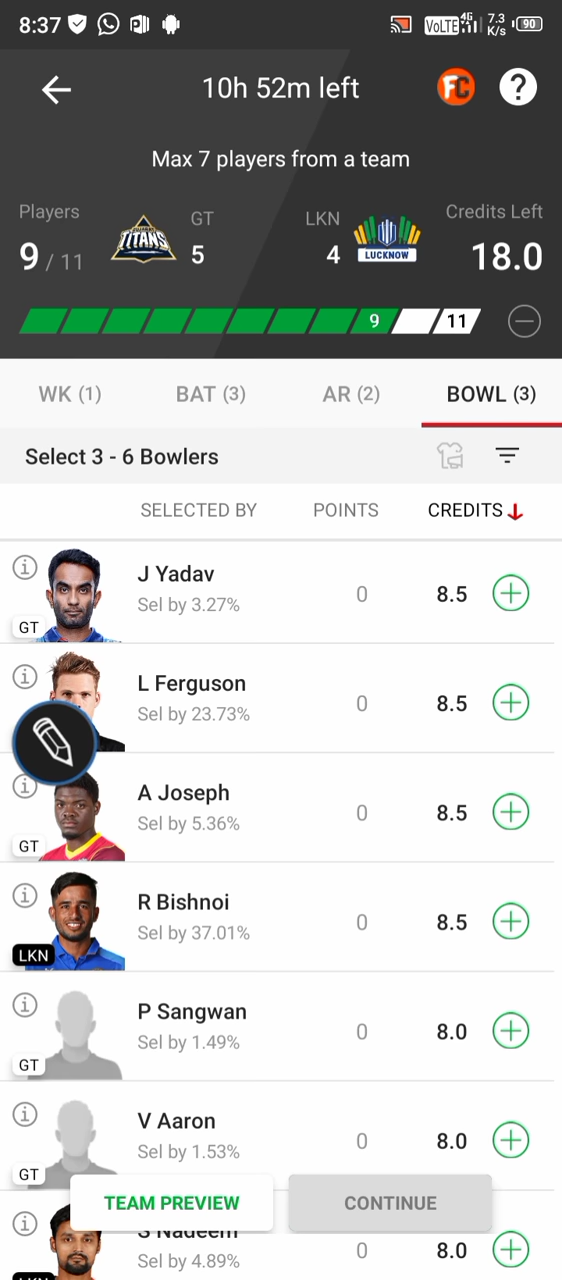 8:37 VoLTE 4G 7.3 K/s 90
10h 52m left FC ?
Max 7 players from a team
Players GT LKN Credits Left
9 / 11 TITANS 5 4 LUCKNOW 18.0
9 11
WK (1) BAT (3) AR (2) BOWL (3)
Select 3 - 6 Bowlers
SELECTED BY POINTS CREDITS
J Yadav
Sel by 3.27% 0 8.5
GT
L Ferguson
Sel by 23.73% 0 8.5
A Joseph
Sel by 5.36% 0 8.5
GT
R Bishnoi
Sel by 37.01% 0 8.5
LKN
P Sangwan
Sel by 1.49% 0 8.0
GT
V Aaron
Sel by 1.53% 0 8.0
GT
TEAM PREVIEW CONTINUE
S Nadeem
Sel by 4.89% 0 8.0
LKN